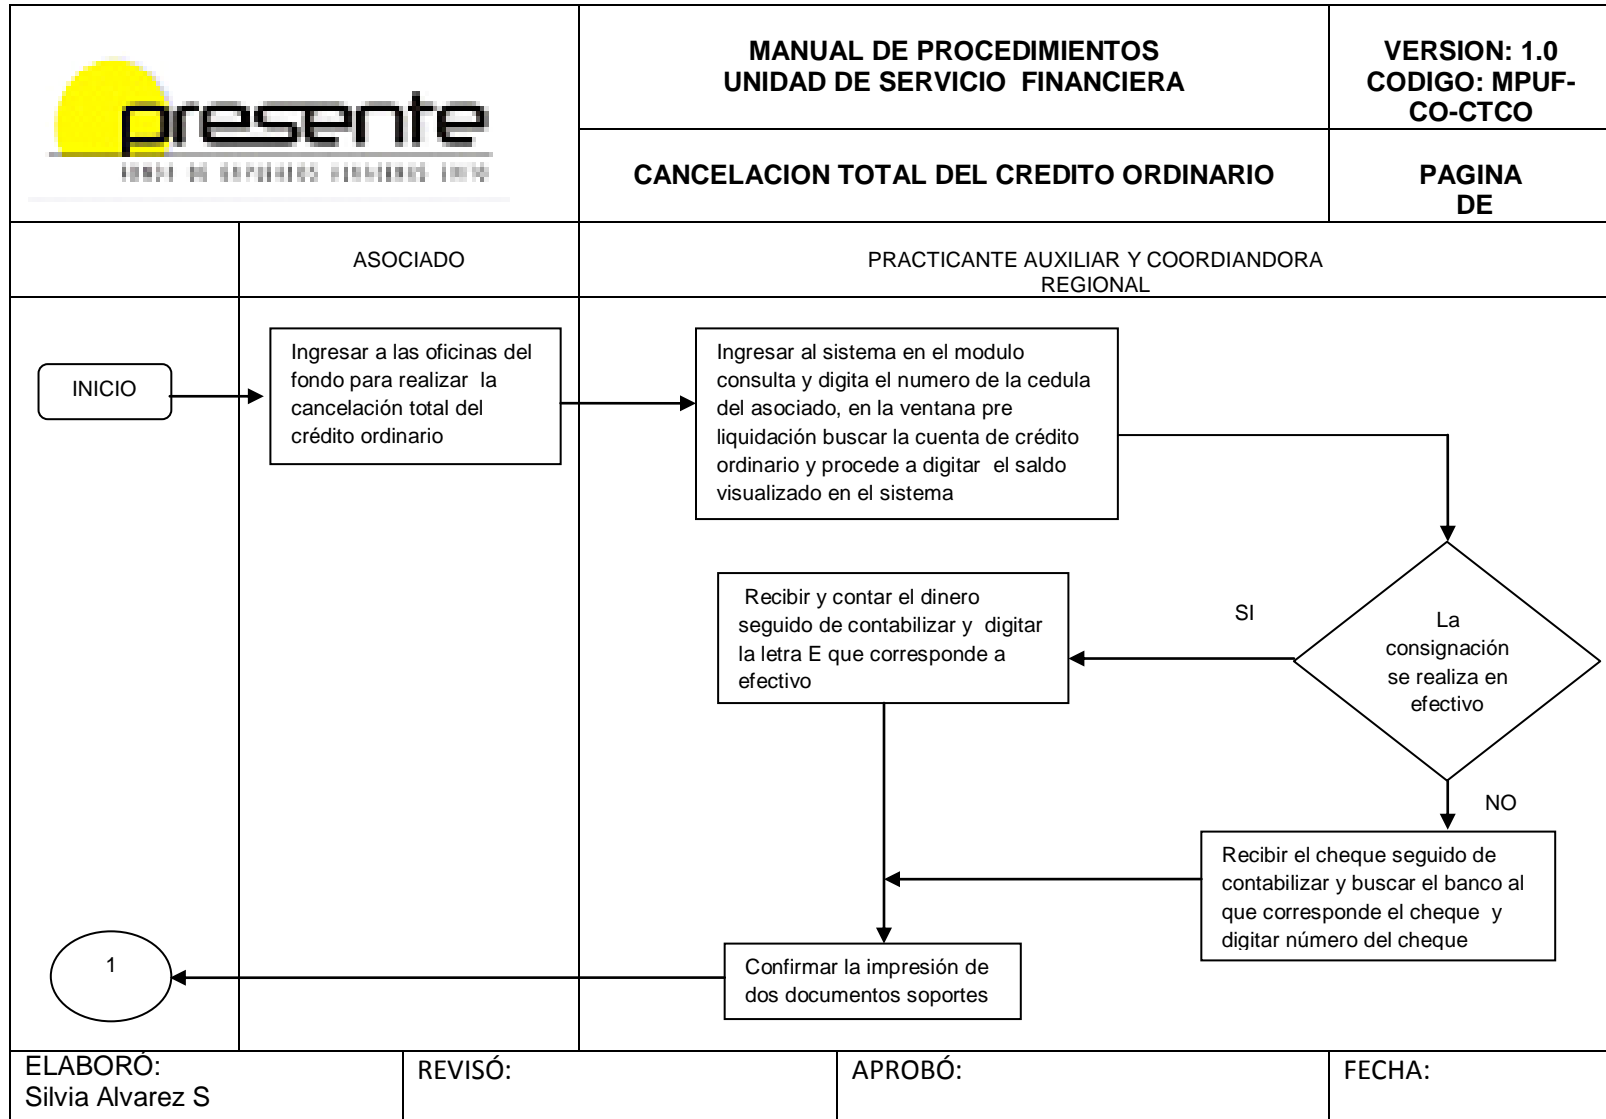 presente
MANUAL DE PROCEDIMIENTOS
UNIDAD DE SERVICIO FINANCIERA
VERSION: 1.0
CODIGO: MPUF-
CO-CTCO
CANCELACION TOTAL DEL CREDITO ORDINARIO
PAGINA
DE
ASOCIADO
PRACTICANTE AUXILIAR Y COORDIANDORA
REGIONAL
INICIO
Ingresar a las oficinas del
fondo para realizar la
cancelación total del
crédito ordinario
Ingresar al sistema en el modulo
consulta y digita el numero de la cedula
del asociado, en la ventana pre
liquidación buscar la cuenta de crédito
ordinario y procede a digitar el saldo
visualizado en el sistema
La
consignación
se realiza en
efectivo
SI
Recibir y contar el dinero
seguido de contabilizar y digitar
la letra E que corresponde a
efectivo
NO
Recibir el cheque seguido de
contabilizar y buscar el banco al
que corresponde el cheque y
digitar número del cheque
Confirmar la impresión de
dos documentos soportes
1
ELABORÓ:
Silvia Alvarez S
REVISÓ:
APROBÓ:
FECHA: